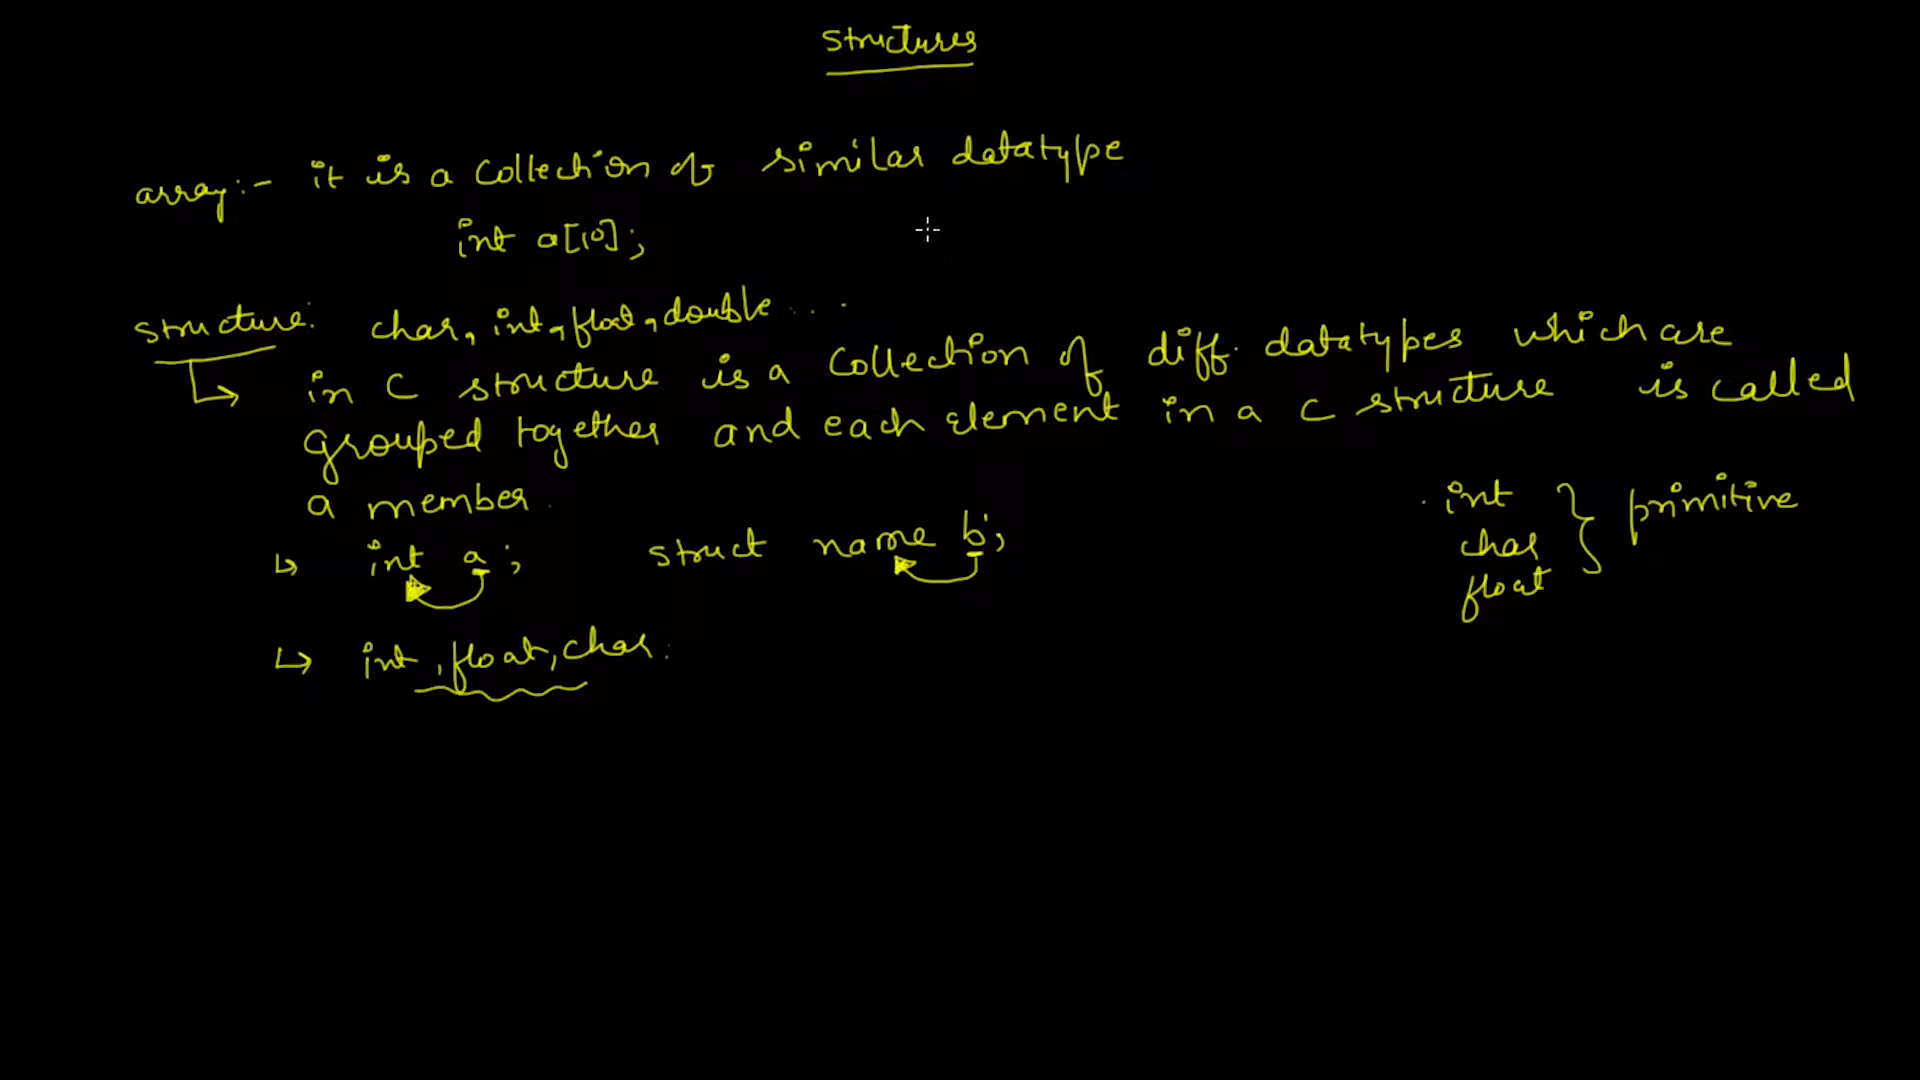 structures
array:- it is a collection of similar datatype
int a[10];
structure: char, int, float, double ...
in C structure is a collection of diff. datatypes which are
grouped together and each element in a C structure is called
a member.
int a; struct name b;
int, float, char.
int
char
float
primitive